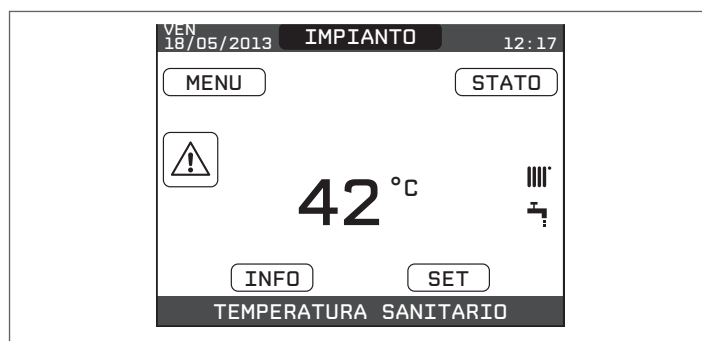 VEN
18/05/2013 IMPIANTO 12:17
MENU STATO
42 °C
INFO SET
TEMPERATURA SANITARIO